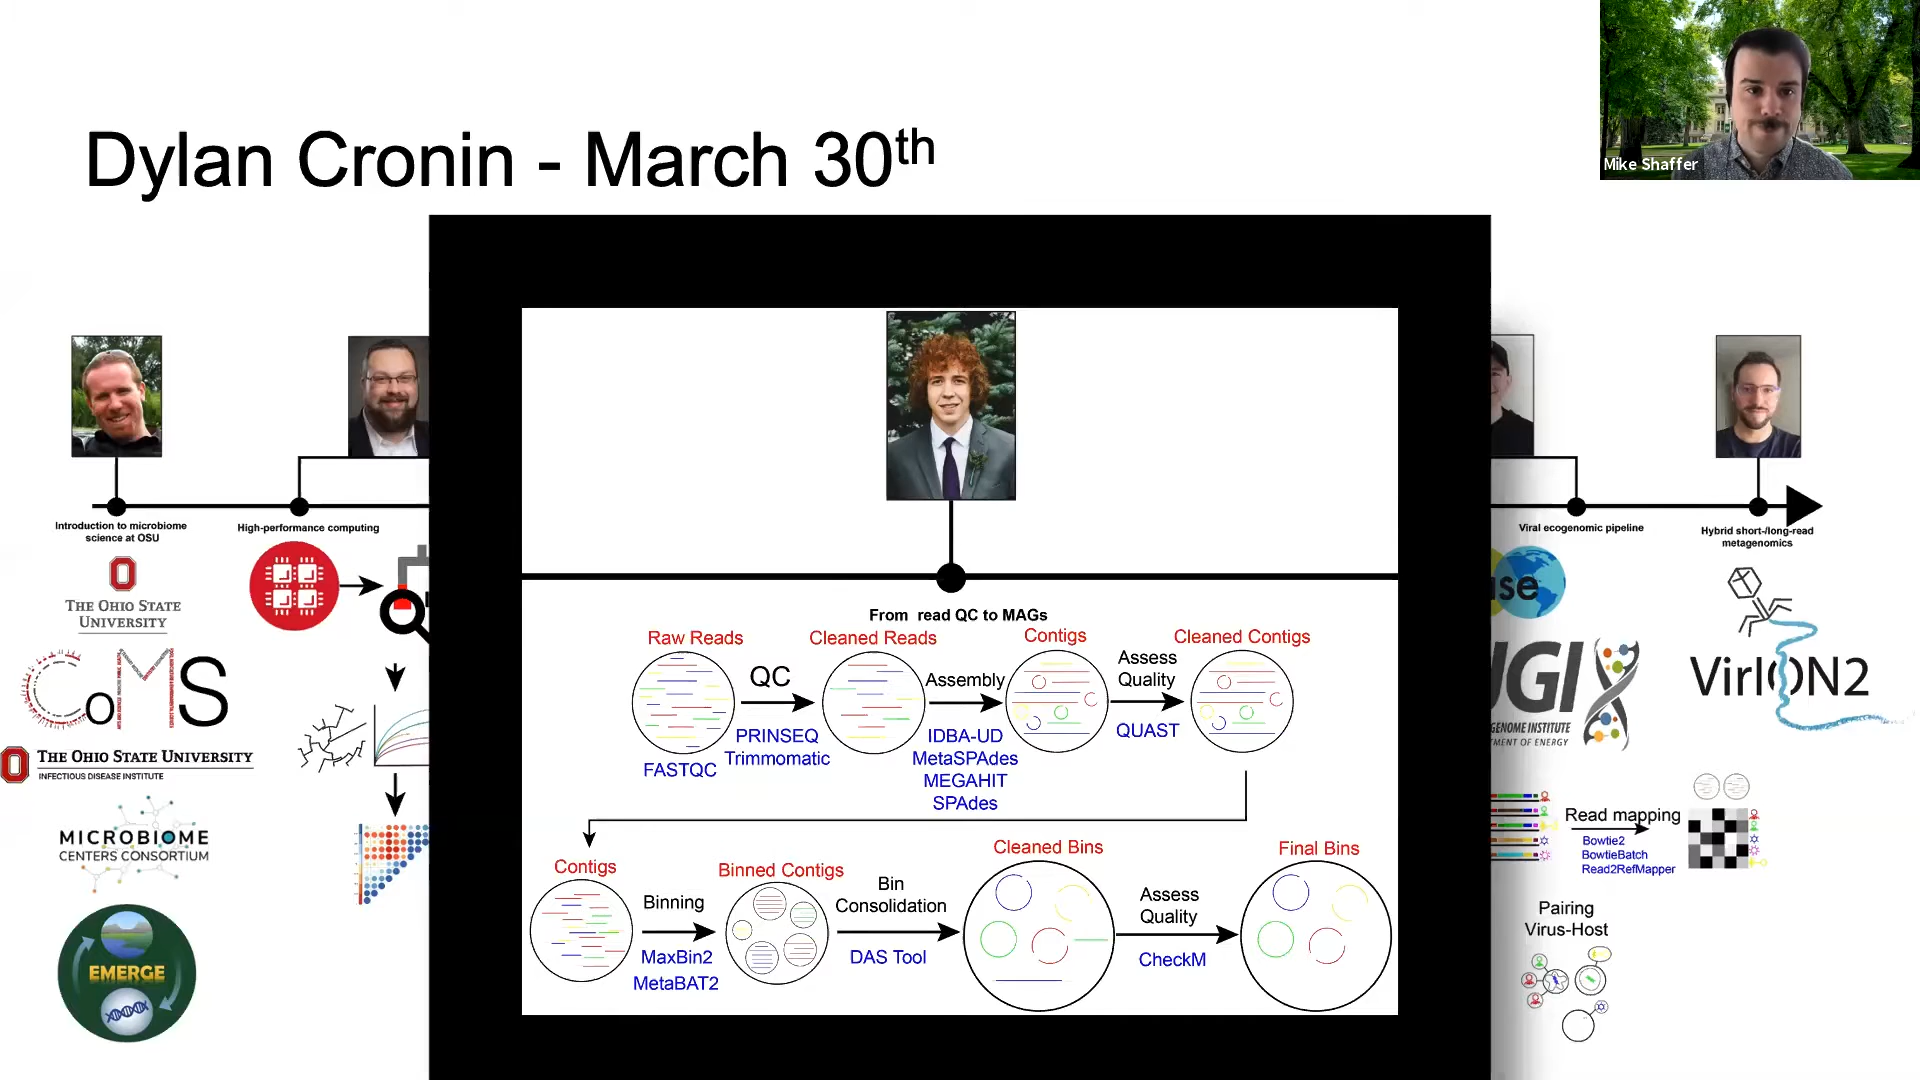 Mike Shaffer
Dylan Cronin - March 30th
Introduction to microbiome
science at OSU
High-performance computing
Viral ecogenomic pipeline
Hybrid short-/long-read
metagenomics
THE OHIO STATE
UNIVERSITY
CoMS
THE OHIO STATE UNIVERSITY
INFECTIOUS DISEASE INSTITUTE
MICROBIOME
CENTERS CONSORTIUM
EMERGE
From read QC to MAGs
Raw Reads
QC
Cleaned Reads
Assembly
Contigs
Assess
Quality
Cleaned Contigs
FASTQC
PRINSEQ
Trimmomatic
IDBA-UD
MetaSPAdes
MEGAHIT
SPAdes
QUAST
Contigs
Binning
Binned Contigs
Bin
Consolidation
Cleaned Bins
Assess
Quality
Final Bins
MaxBin2
MetaBAT2
DAS Tool
CheckM
JGI
GENOME INSTITUTE
VirION2
Read mapping
Bowtie2
BowtieBatch
Read2RefMapper
Pairing
Virus-Host